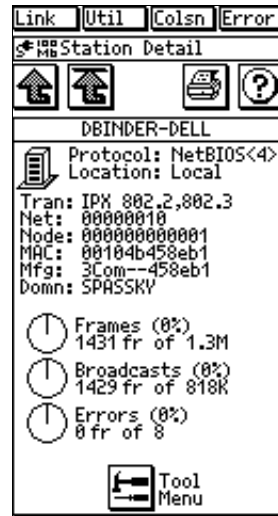 Link Util Colsn Error
100 MB Station Detail
?
DBINDER-DELL
Protocol: NetBIOS<4>
Location: Local
Tran: IPX 802.2,802.3
Net: 00000010
Node: 000000000001
MAC: 00104b458eb1
Mfg: 3Com--458eb1
Domn: SPASSKY
Frames (0%)
1431 fr of 1.3M
Broadcasts (0%)
1429 fr of 818K
Errors (0%)
0 fr of 8
Tool
Menu